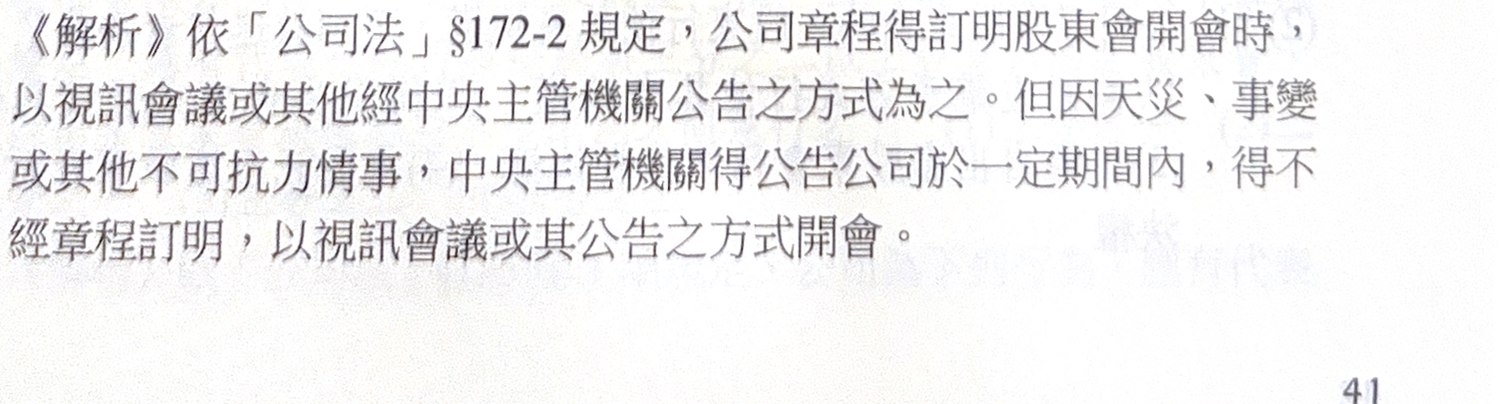 《解析》依「公司法」§172-2 規定，公司章程得訂明股東會開會時，
以視訊會議或其他經中央主管機關公告之方式為之。但因天災、事變
或其他不可抗力情事，中央主管機關得公告公司於一定期間內，得不
經章程訂明，以視訊會議或其公告之方式開會。
41